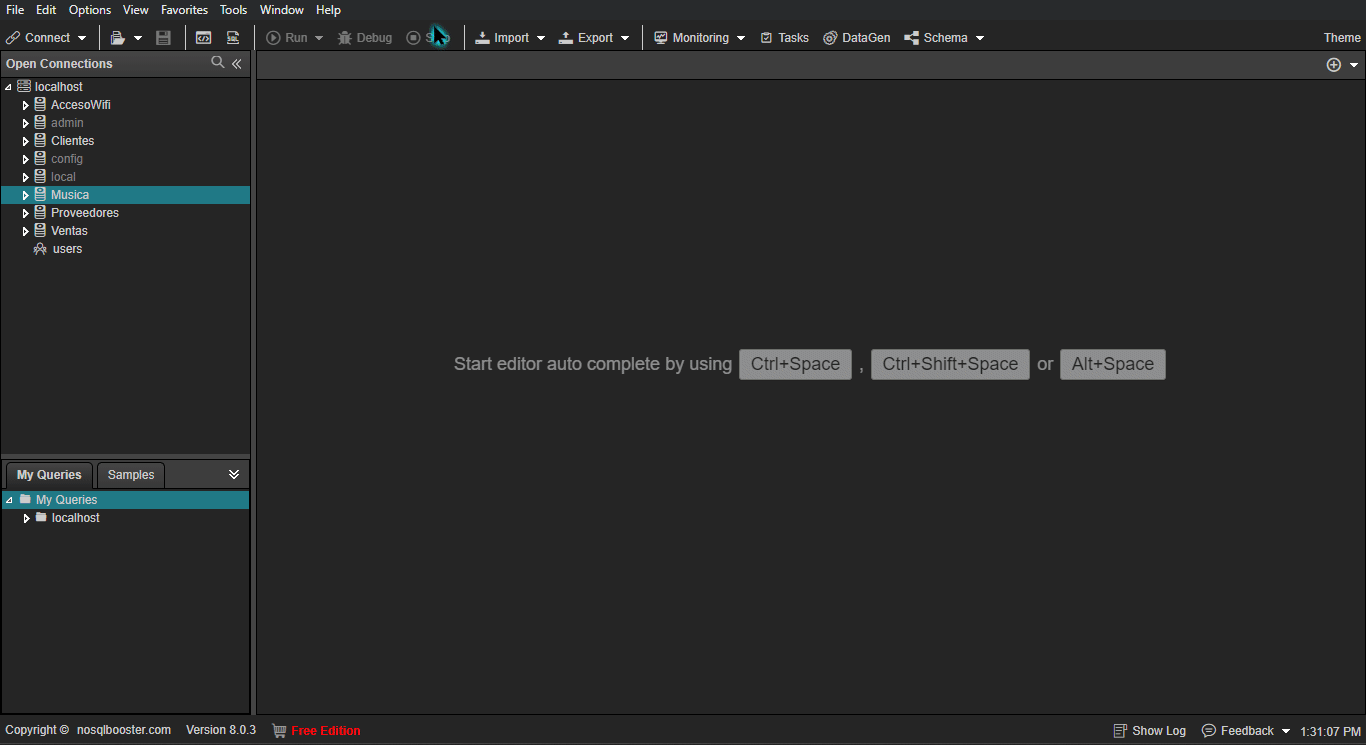 File Edit Options View Favorites Tools Window Help
Connect Run Debug Import Export Monitoring Tasks DataGen Schema Theme
Open Connections
localhost
AccesoWifi
admin
Clientes
config
local
Musica
Proveedores
Ventas
users
Start editor auto complete by using Ctrl+Space , Ctrl+Shift+Space or Alt+Space
My Queries Samples
My Queries
localhost
Copyright © nosqlbooster.com Version 8.0.3 Free Edition Show Log Feedback 1:31:07 PM